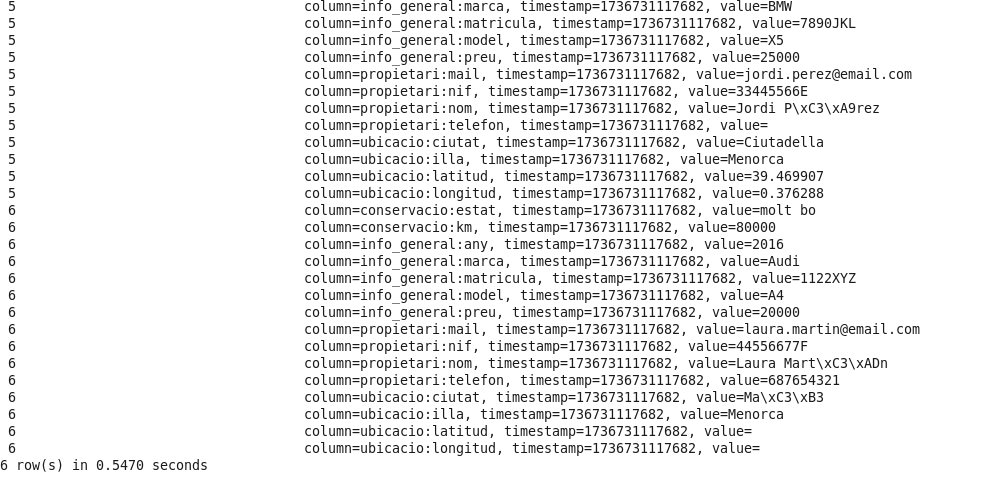 5 column=info_general:marca, timestamp=1736731117682, value=BMW
5 column=info_general:matricula, timestamp=1736731117682, value=7890JKL
5 column=info_general:model, timestamp=1736731117682, value=X5
5 column=info_general:preu, timestamp=1736731117682, value=25000
5 column=propietari:mail, timestamp=1736731117682, value=jordi.perez@email.com
5 column=propietari:nif, timestamp=1736731117682, value=33445566E
5 column=propietari:nom, timestamp=1736731117682, value=Jordi P\xC3\xA9rez
5 column=propietari:telefon, timestamp=1736731117682, value=
5 column=ubicacio:ciutat, timestamp=1736731117682, value=Ciutadella
5 column=ubicacio:illa, timestamp=1736731117682, value=Menorca
5 column=ubicacio:latitud, timestamp=1736731117682, value=39.469907
5 column=ubicacio:longitud, timestamp=1736731117682, value=0.376288
6 column=conservacio:estat, timestamp=1736731117682, value=molt bo
6 column=conservacio:km, timestamp=1736731117682, value=80000
6 column=info_general:any, timestamp=1736731117682, value=2016
6 column=info_general:marca, timestamp=1736731117682, value=Audi
6 column=info_general:matricula, timestamp=1736731117682, value=1122XYZ
6 column=info_general:model, timestamp=1736731117682, value=A4
6 column=info_general:preu, timestamp=1736731117682, value=20000
6 column=propietari:mail, timestamp=1736731117682, value=laura.martin@email.com
6 column=propietari:nif, timestamp=1736731117682, value=44556677F
6 column=propietari:nom, timestamp=1736731117682, value=Laura Mart\xC3\xADn
6 column=propietari:telefon, timestamp=1736731117682, value=687654321
6 column=ubicacio:ciutat, timestamp=1736731117682, value=Ma\xC3\xB3
6 column=ubicacio:illa, timestamp=1736731117682, value=Menorca
6 column=ubicacio:latitud, timestamp=1736731117682, value=
6 column=ubicacio:longitud, timestamp=1736731117682, value=
6 row(s) in 0.5470 seconds